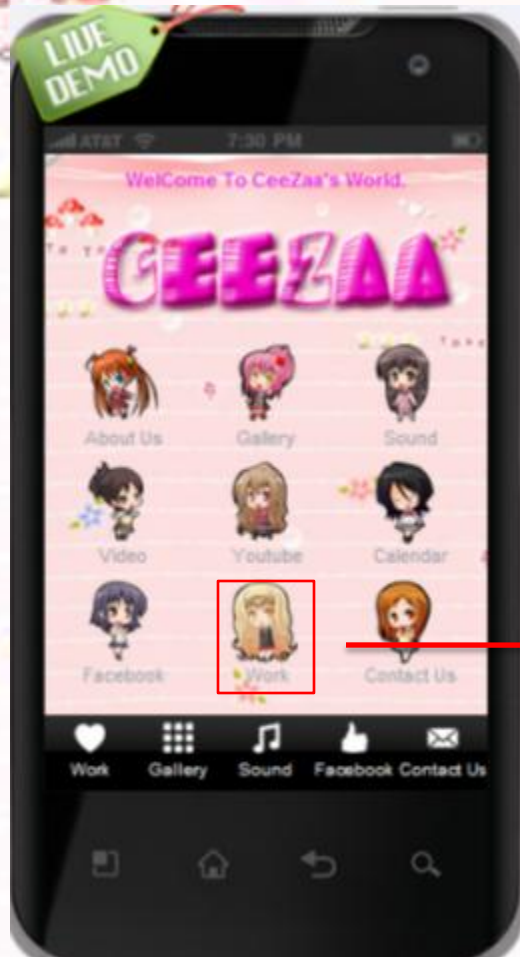 LIVE
DEMO
AT&T 7:30 PM
WelCome To CeeZaa's World.
CEEZAA
About Us Gallery Sound
Video Youtube Calendar
Facebook Work Contact Us
Work Gallery Sound Facebook Contact Us